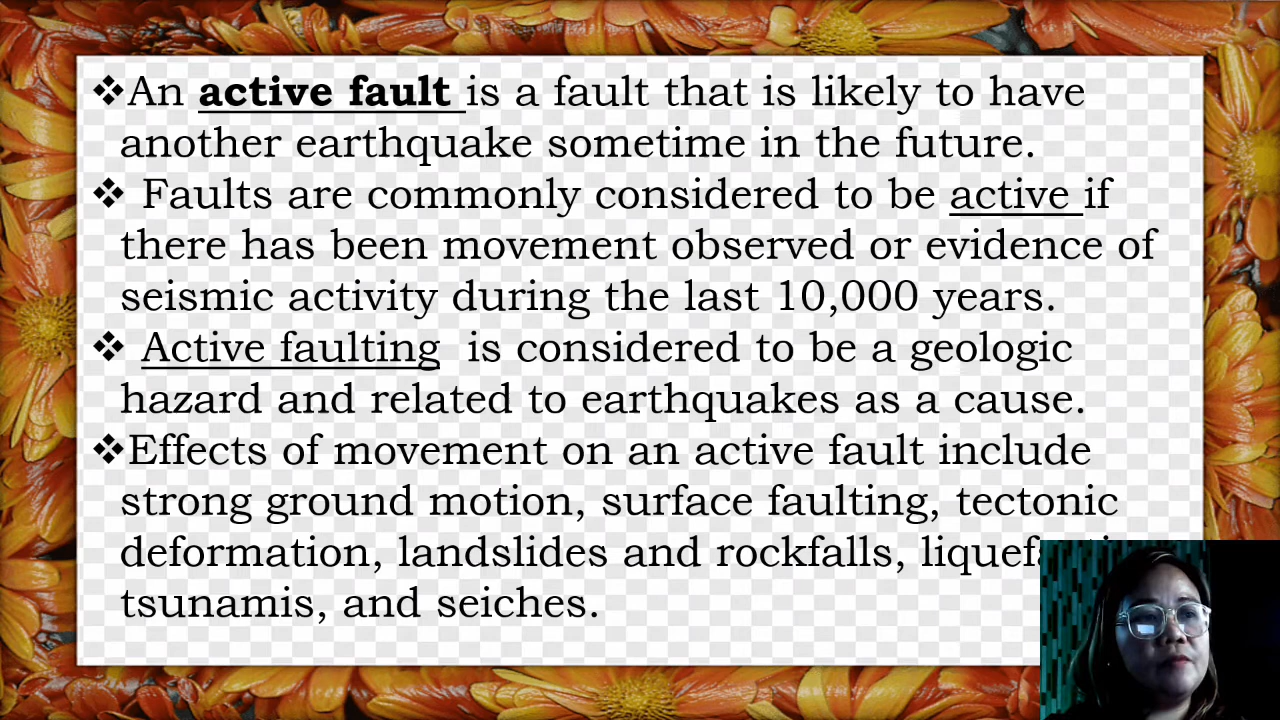 ❖An active fault is a fault that is likely to have
another earthquake sometime in the future.
❖ Faults are commonly considered to be active if
there has been movement observed or evidence of
seismic activity during the last 10,000 years.
❖ Active faulting is considered to be a geologic
hazard and related to earthquakes as a cause.
❖Effects of movement on an active fault include
strong ground motion, surface faulting, tectonic
deformation, landslides and rockfalls,
tsunamis, and seiches.